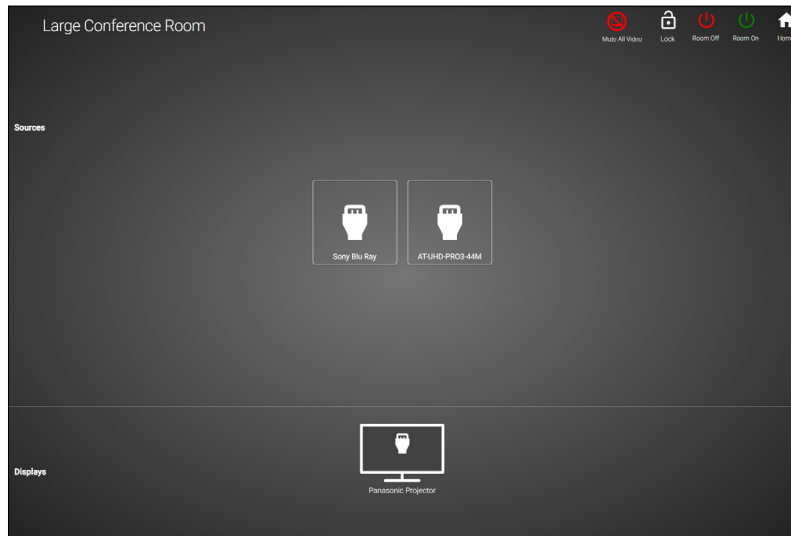 Large Conference Room
Mute All Video
Lock
Room Off
Room On
Hom
Sources
Sony Blu Ray
AT-UHD-PRO3-44M
Displays
Panasonic Projector